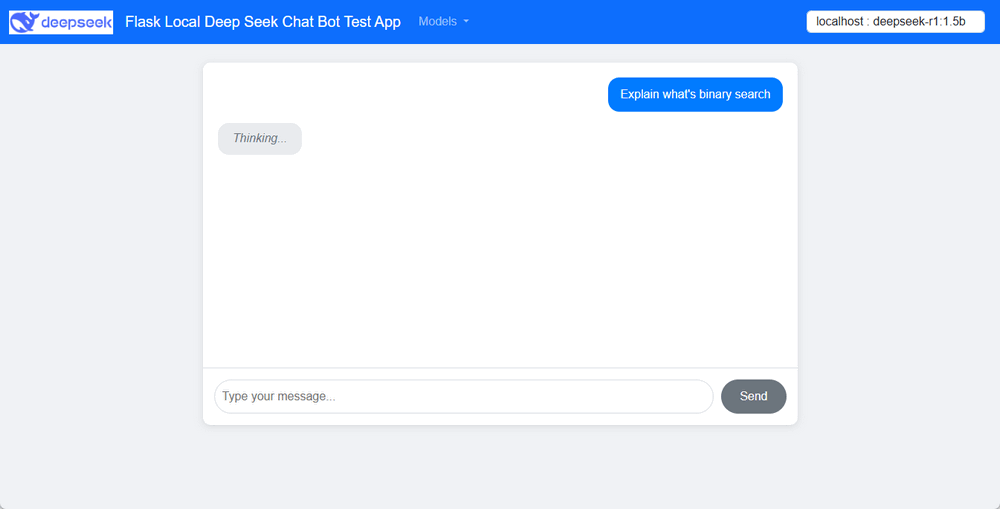 deepseek Flask Local Deep Seek Chat Bot Test App Models localhost : deepseek-r1:1.5b
Explain what's binary search
Thinking...
Type your message... Send